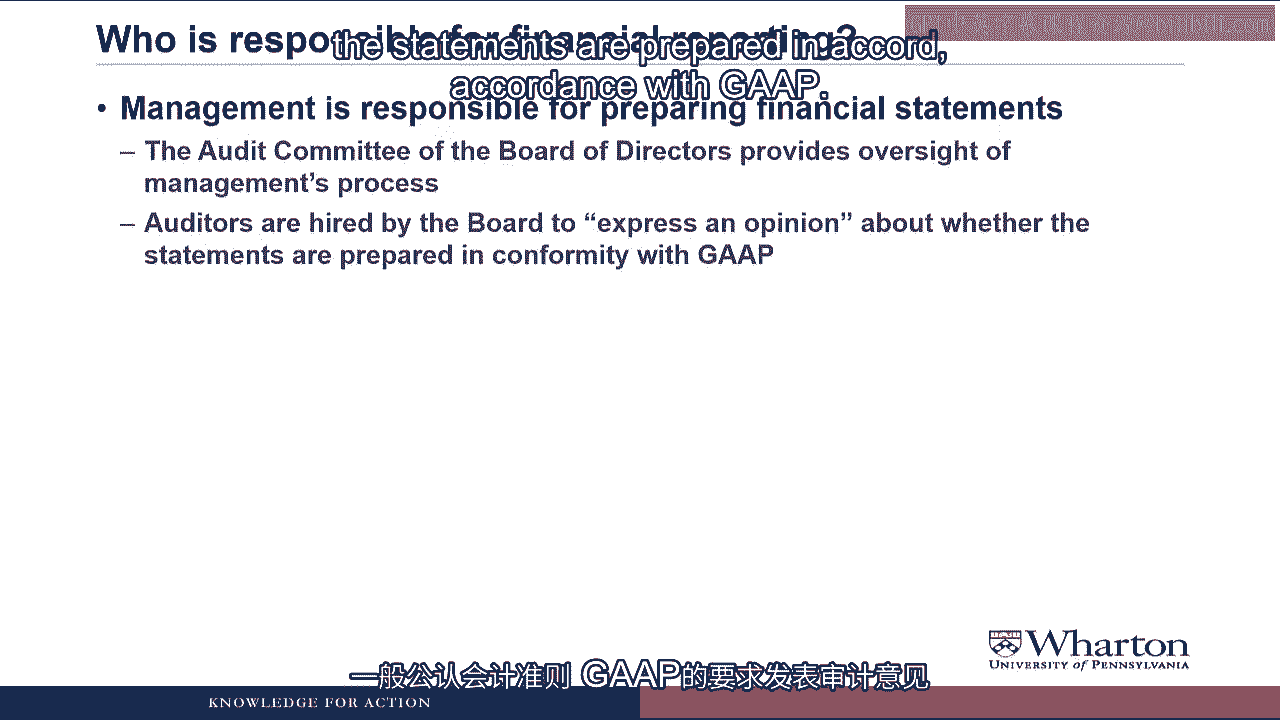 Who is responsible for financial reporting?
the statements are prepared in accord,
accordance with GAAP.
• Management is responsible for preparing financial statements
– The Audit Committee of the Board of Directors provides oversight of
management's process
– Auditors are hired by the Board to “express an opinion” about whether the
statements are prepared in conformity with GAAP
Wharton
UNIVERSITY of PENNSYLVANIA
一般公认会计准则 GAAP的要求发表审计意见
KNOWLEDGE FOR ACTION